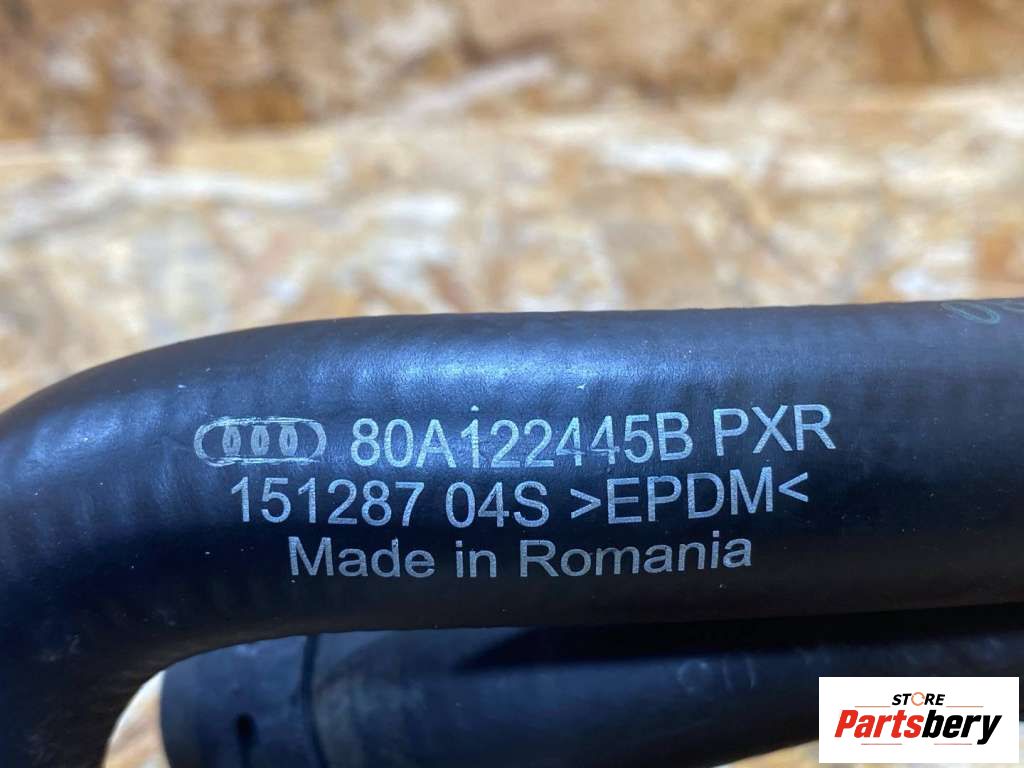 80A122445B PXR
151287 04S >EPDM<
Made in Romania
STORE
Partsbery